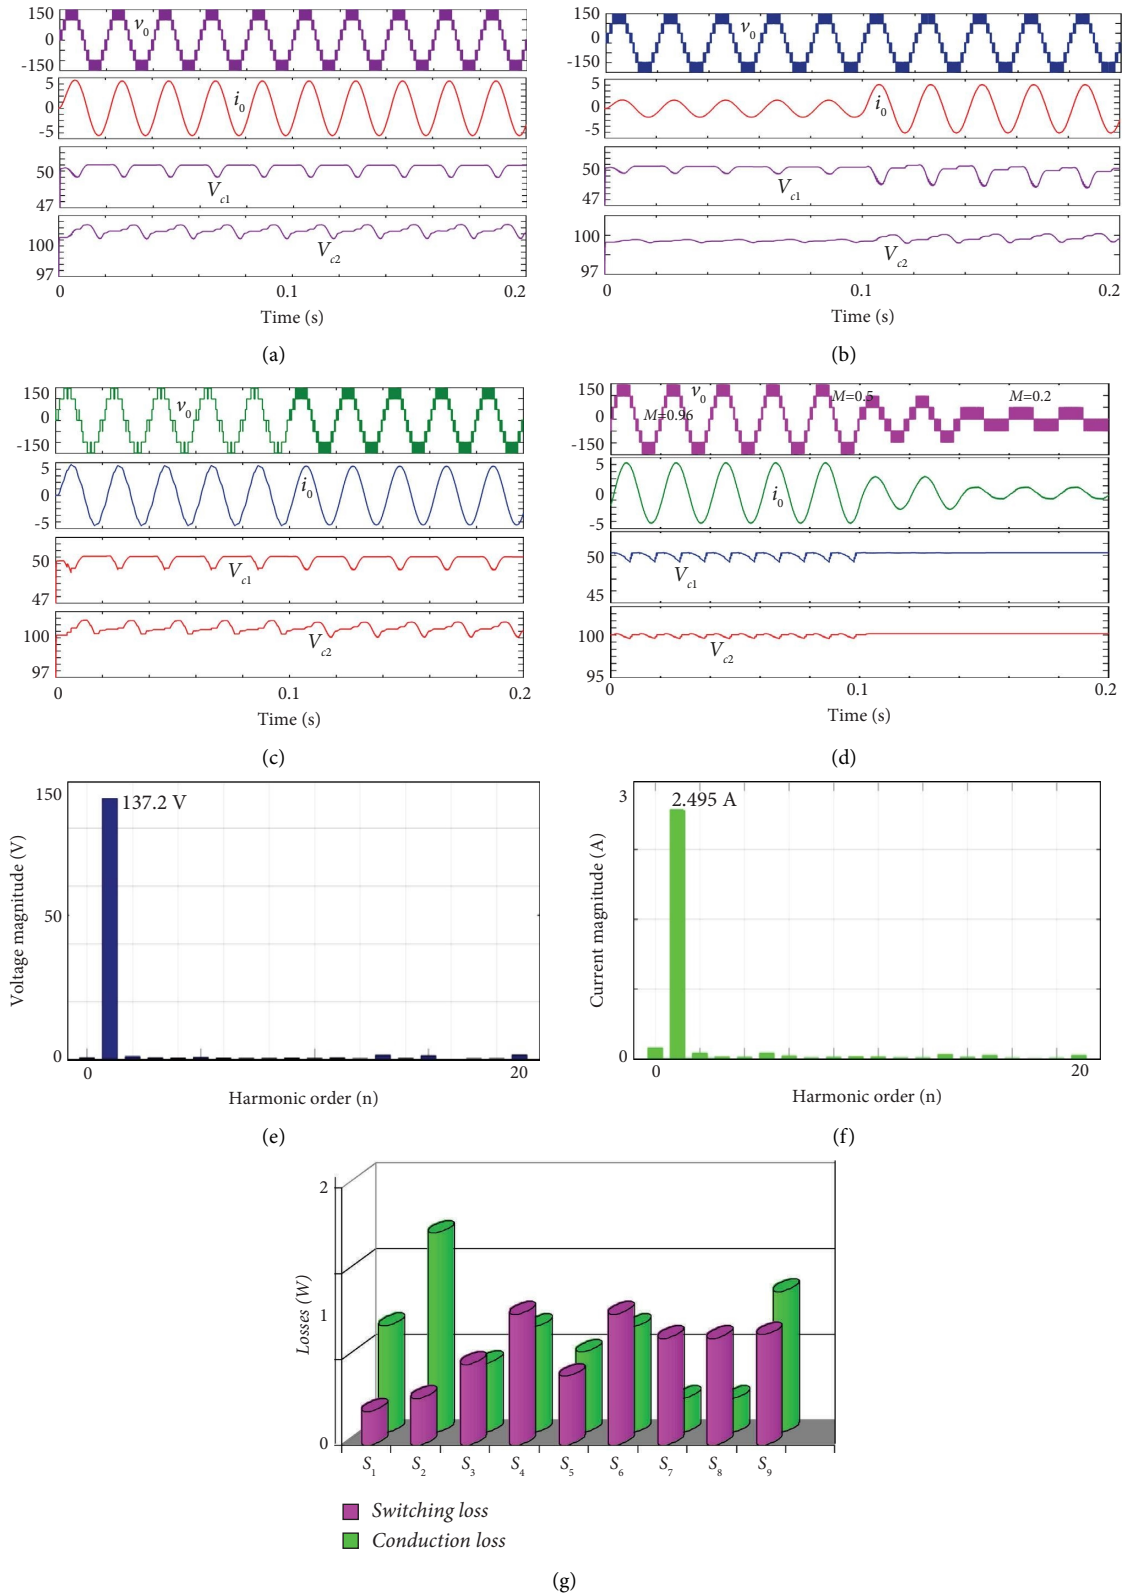 150
0
-150
v0
5
0
-5
i0
50
47
Vc1
100
97
Vc2
0
0.1
0.2
Time (s)
(a)
150
0
-150
v0
5
0
-5
i0
50
47
Vc1
100
97
Vc2
0
0.1
0.2
Time (s)
(b)
150
0
-150
v0
5
0
-5
i0
50
47
Vc1
100
97
Vc2
0
0.1
0.2
Time (s)
(c)
150
0
-150
v0
M=0.96
M=0.5
M=0.2
5
0
-5
i0
50
45
Vc1
100
95
Vc2
0
0.1
0.2
Time (s)
(d)
Voltage magnitude (V)
150
50
0
137.2 V
0
20
Harmonic order (n)
(e)
Current magnitude (A)
3
0
2.495 A
0
20
Harmonic order (n)
(f)
Losses (W)
2
1
0
S1 S2 S3 S4 S5 S6 S7 S8 S9
Switching loss
Conduction loss
(g)